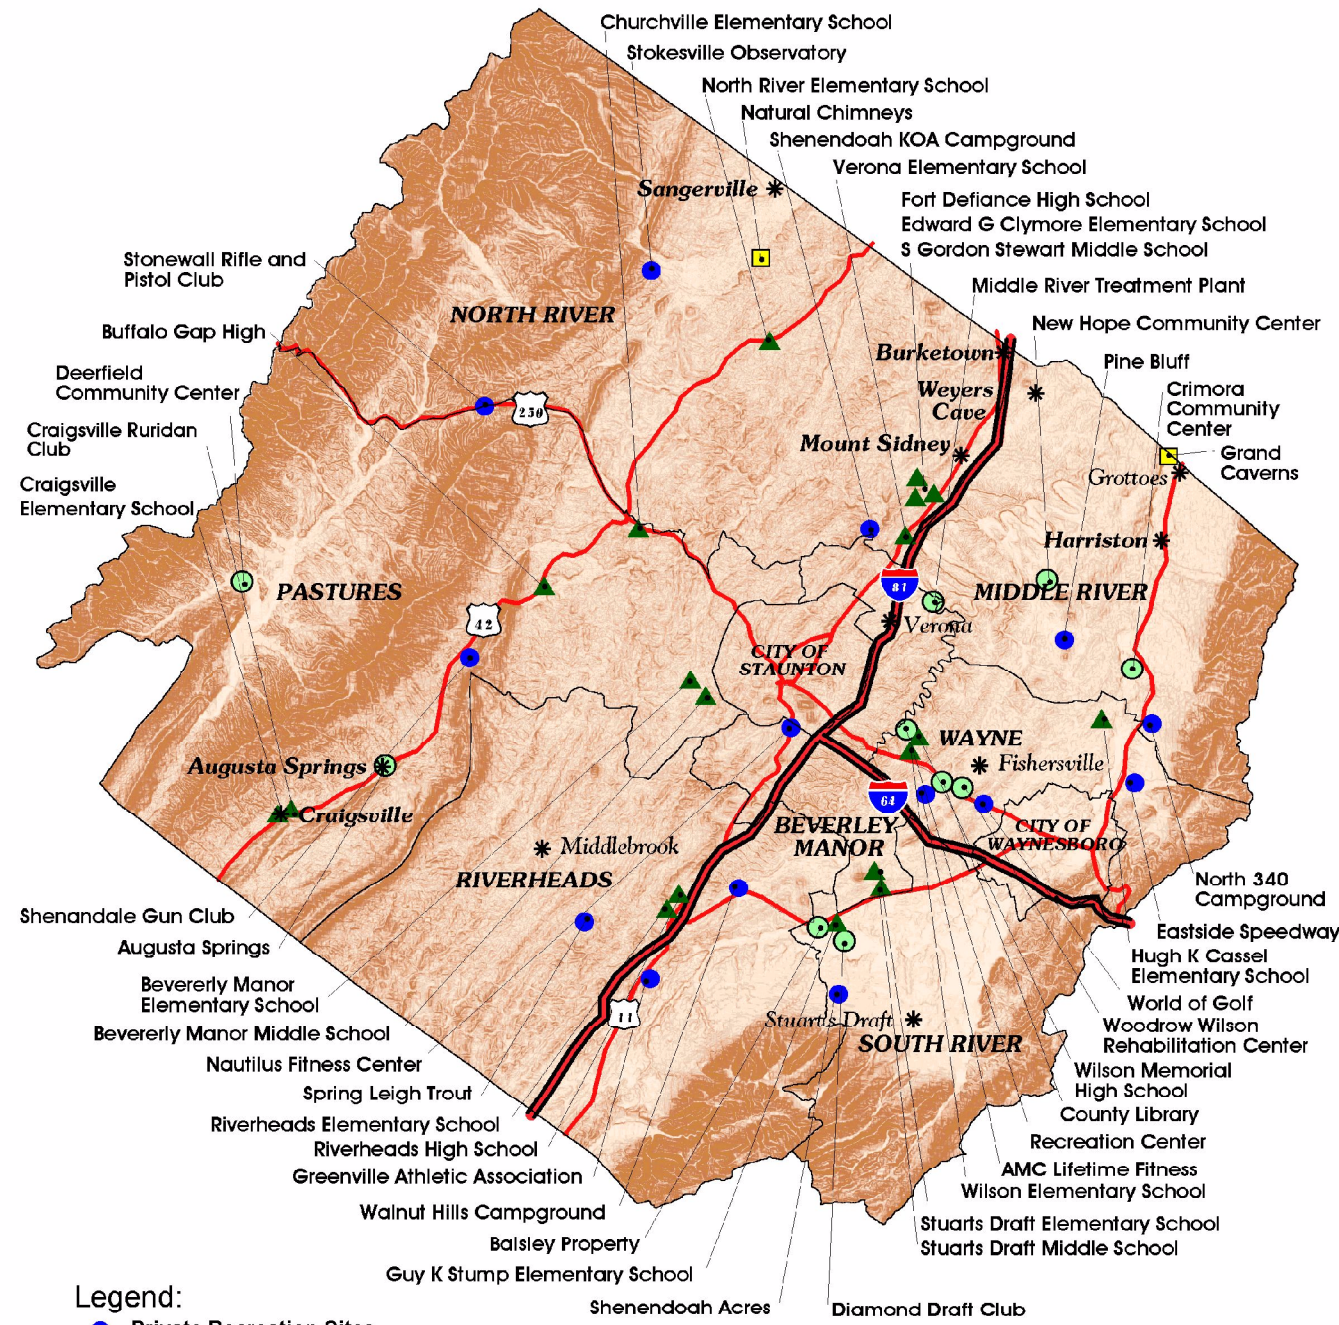 Churchville Elementary School
Stokesville Observatory
North River Elementary School
Natural Chimneys
Shenendoah KOA Campground
Verona Elementary School
Sangerville
Fort Defiance High School
Edward G Clymore Elementary School
S Gordon Stewart Middle School
Stonewall Rifle and
Pistol Club
Middle River Treatment Plant
NORTH RIVER
New Hope Community Center
Buffalo Gap High
Burketown
Pine Bluff
Deerfield
Community Center
Weyers
Cave
Crimora
Community
Center
250
Craigsville Ruridan
Club
Mount Sidney
Grand
Caverns
Grottoes
Craigsville
Elementary School
Harriston
81
PASTURES
MIDDLE RIVER
42
Verona
CITY OF
STAUNTON
WAYNE
Fishersville
Augusta Springs
64
Craigsville
BEVERLEY
MANOR
CITY OF
WAYNESBORO
Middlebrook
RIVERHEADS
North 340
Campground
Shenandale Gun Club
Eastside Speedway
Augusta Springs
Hugh K Cassel
Elementary School
Bevererly Manor
Elementary School
World of Golf
11
Stuarts Draft
SOUTH RIVER
Bevererly Manor Middle School
Woodrow Wilson
Rehabilitation Center
Nautilus Fitness Center
Wilson Memorial
High School
Spring Leigh Trout
County Library
Riverheads Elementary School
Recreation Center
Riverheads High School
Greenville Athletic Association
AMC Lifetime Fitness
Wilson Elementary School
Walnut Hills Campground
Stuarts Draft Elementary School
Balsley Property
Stuarts Draft Middle School
Guy K Stump Elementary School
Shenendoah Acres
Diamond Draft Club
Legend:
Private Recreation Sites